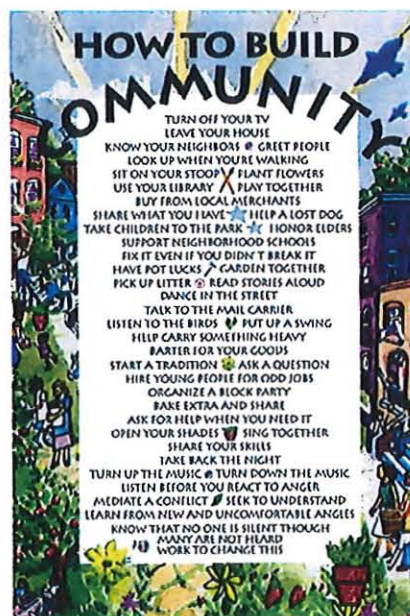 HOW TO BUILD
COMMUNITY
TURN OFF YOUR TV
LEAVE YOUR HOUSE
KNOW YOUR NEIGHBORS GREET PEOPLE
LOOK UP WHEN YOU'RE WALKING
SIT ON YOUR STOOP PLANT FLOWERS
USE YOUR LIBRARY PLAY TOGETHER
BUY FROM LOCAL MERCHANTS
SHARE WHAT YOU HAVE HELP A LOST DOG
TAKE CHILDREN TO THE PARK HONOR ELDERS
SUPPORT NEIGHBORHOOD SCHOOLS
FIX IT EVEN IF YOU DIDN'T BREAK IT
HAVE POT LUCKS GARDEN TOGETHER
PICK UP LITTER READ STORIES ALOUD
DANCE IN THE STREET
TALK TO THE MAIL CARRIER
LISTEN TO THE BIRDS PUT UP A SWING
HELP CARRY SOMETHING HEAVY
BARTER FOR YOUR GOODS
START A TRADITION ASK A QUESTION
HIRE YOUNG PEOPLE FOR ODD JOBS
ORGANIZE A BLOCK PARTY
BAKE EXTRA AND SHARE
ASK FOR HELP WHEN YOU NEED IT
OPEN YOUR SHADES SING TOGETHER
SHARE YOUR SKILLS
TAKE BACK THE NIGHT
TURN UP THE MUSIC TURN DOWN THE MUSIC
LISTEN BEFORE YOU REACT TO ANGER
MEDIATE A CONFLICT SEEK TO UNDERSTAND
LEARN FROM NEW AND UNCOMFORTABLE ANGLES
KNOW THAT NO ONE IS SILENT THOUGH
MANY ARE NOT HEARD
WORK TO CHANGE THIS